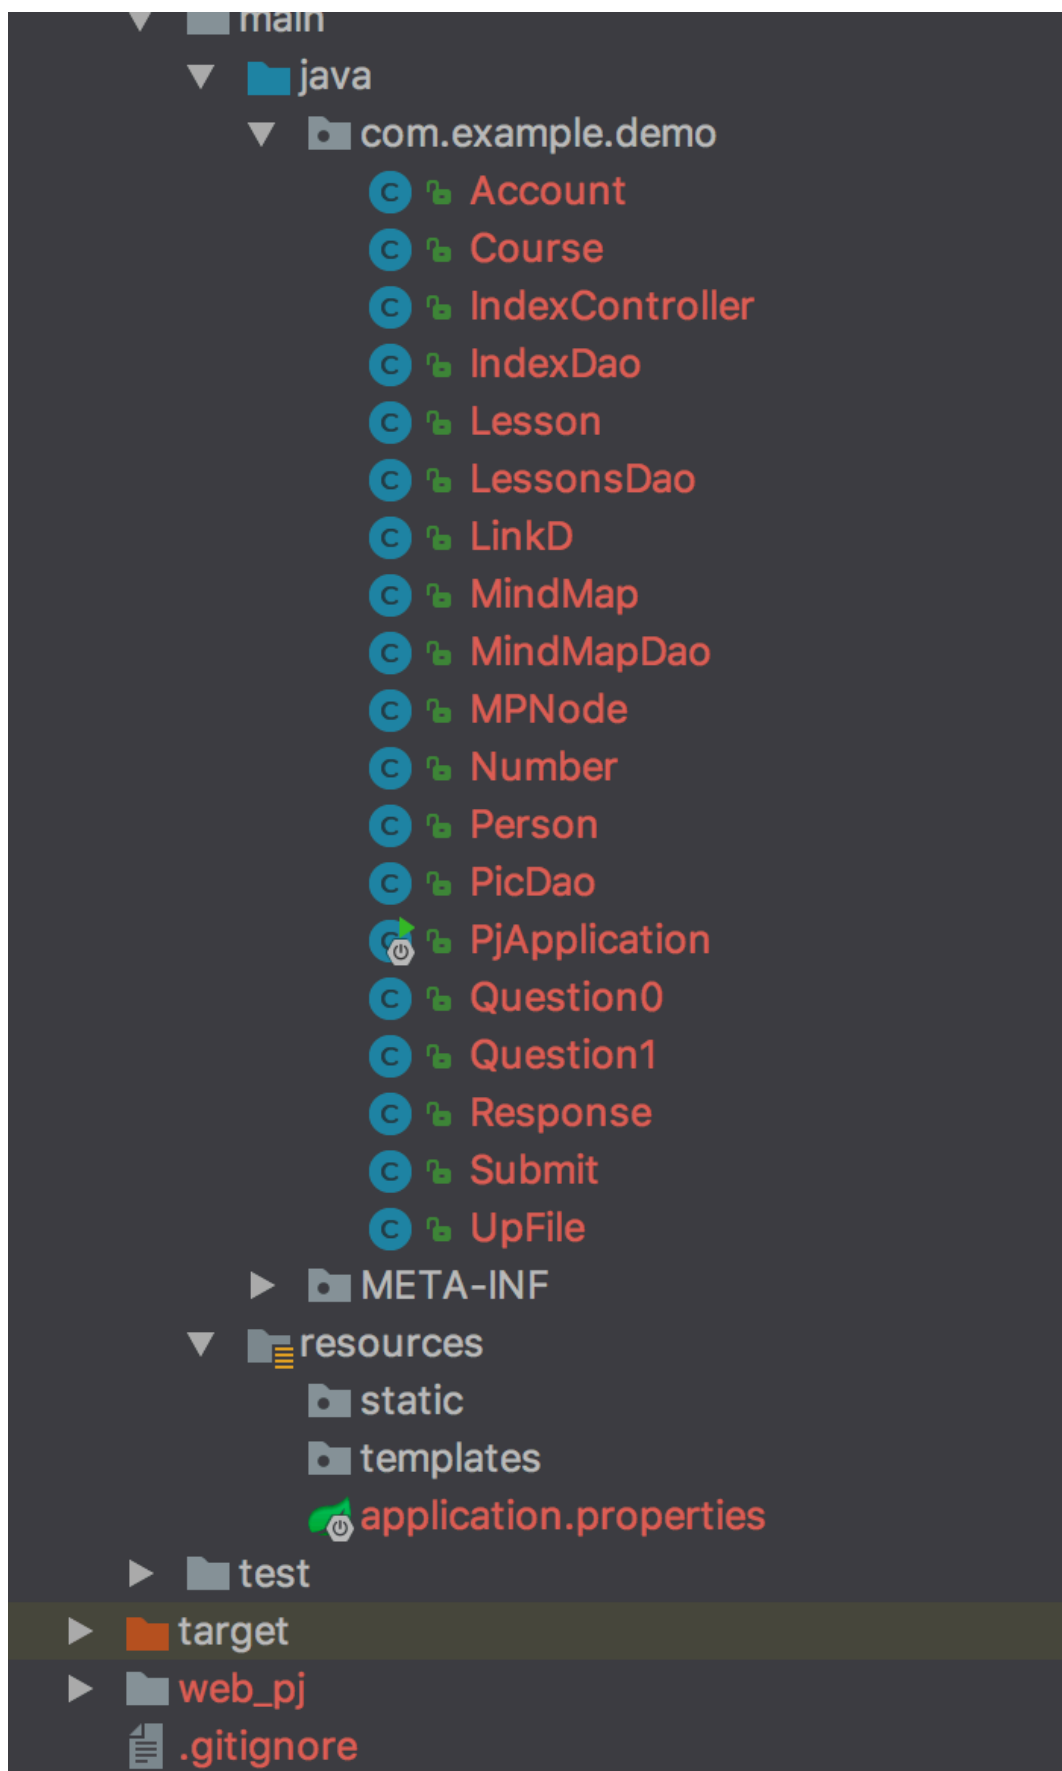 main
java
com.example.demo
Account
Course
IndexController
IndexDao
Lesson
LessonsDao
LinkD
MindMap
MindMapDao
MPNode
Number
Person
PicDao
PjApplication
Question0
Question1
Response
Submit
UpFile
META-INF
resources
static
templates
application.properties
test
target
web_pj
.gitignore